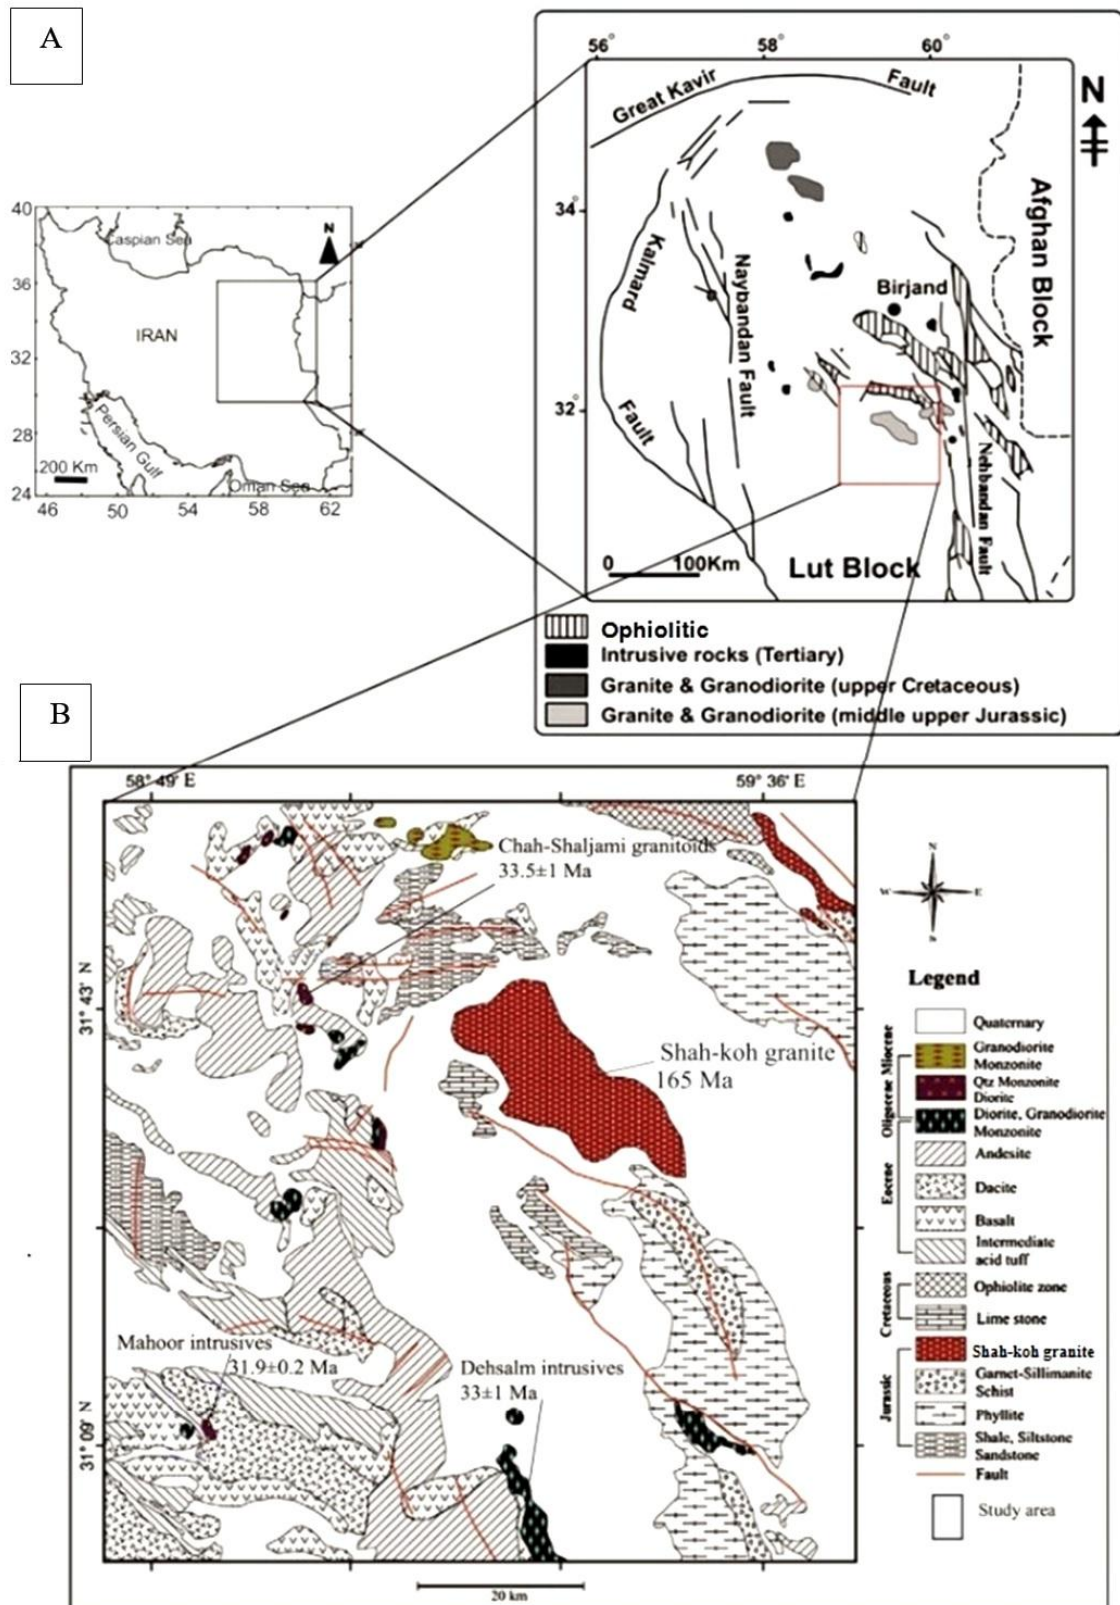 A
56°
58°
60°
Great Kavir
Fault
N
40
Caspian Sea
N
36
IRAN
32
28
Persian Gulf
200 Km
24
Oman Sea
46
50
54
58
62
34°
32°
Kalmard
Fault
Naybandan Fault
Birjand
Afghan Block
Nehbandan Fault
0
100Km
Lut Block
Ophiolitic
Intrusive rocks (Tertiary)
Granite & Granodiorite (upper Cretaceous)
Granite & Granodiorite (middle upper Jurassic)
B
58° 49' E
59° 36' E
Chah-Shaljami granitoids
33.5±1 Ma
31° 43' N
Shah-koh granite
165 Ma
Mahoor intrusives
31.9±0.2 Ma
Dehsalm intrusives
33±1 Ma
31° 09' N
20 km
N
W
E
S
Legend
Quaternary
Granodiorite
Monzonite
Qtz Monzonite
Diorite
Diorite, Granodiorite
Monzonite
Andesite
Dacite
Basalt
Intermediate
acid tuff
Ophiolite zone
Lime stone
Shah-koh granite
Garnet-Sillimanite
Schist
Phyllite
Shale, Siltstone
Sandstone
Fault
Study area
Oligocene Miocene
Eocene
Cretaceous
Jurassic